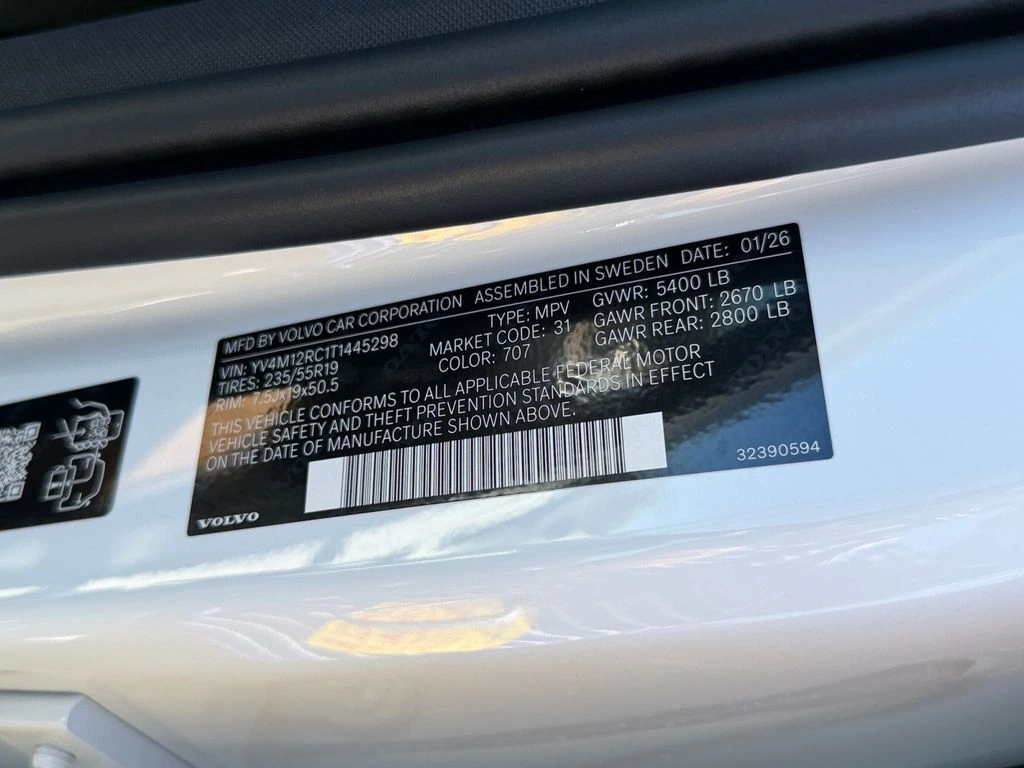 MFD BY VOLVO CAR CORPORATION ASSEMBLED IN SWEDEN DATE: 01/26
VIN: YV4M12RC1T1445298 TYPE: MPV GVWR: 5400 LB
TIRES: 235/55R19 MARKET CODE: 31 GAWR FRONT: 2670 LB
RIM: 7.5Jx19x50.5 COLOR: 707 GAWR REAR: 2800 LB
THIS VEHICLE CONFORMS TO ALL APPLICABLE FEDERAL MOTOR
VEHICLE SAFETY AND THEFT PREVENTION STANDARDS IN EFFECT
ON THE DATE OF MANUFACTURE SHOWN ABOVE.
32390594
VOLVO